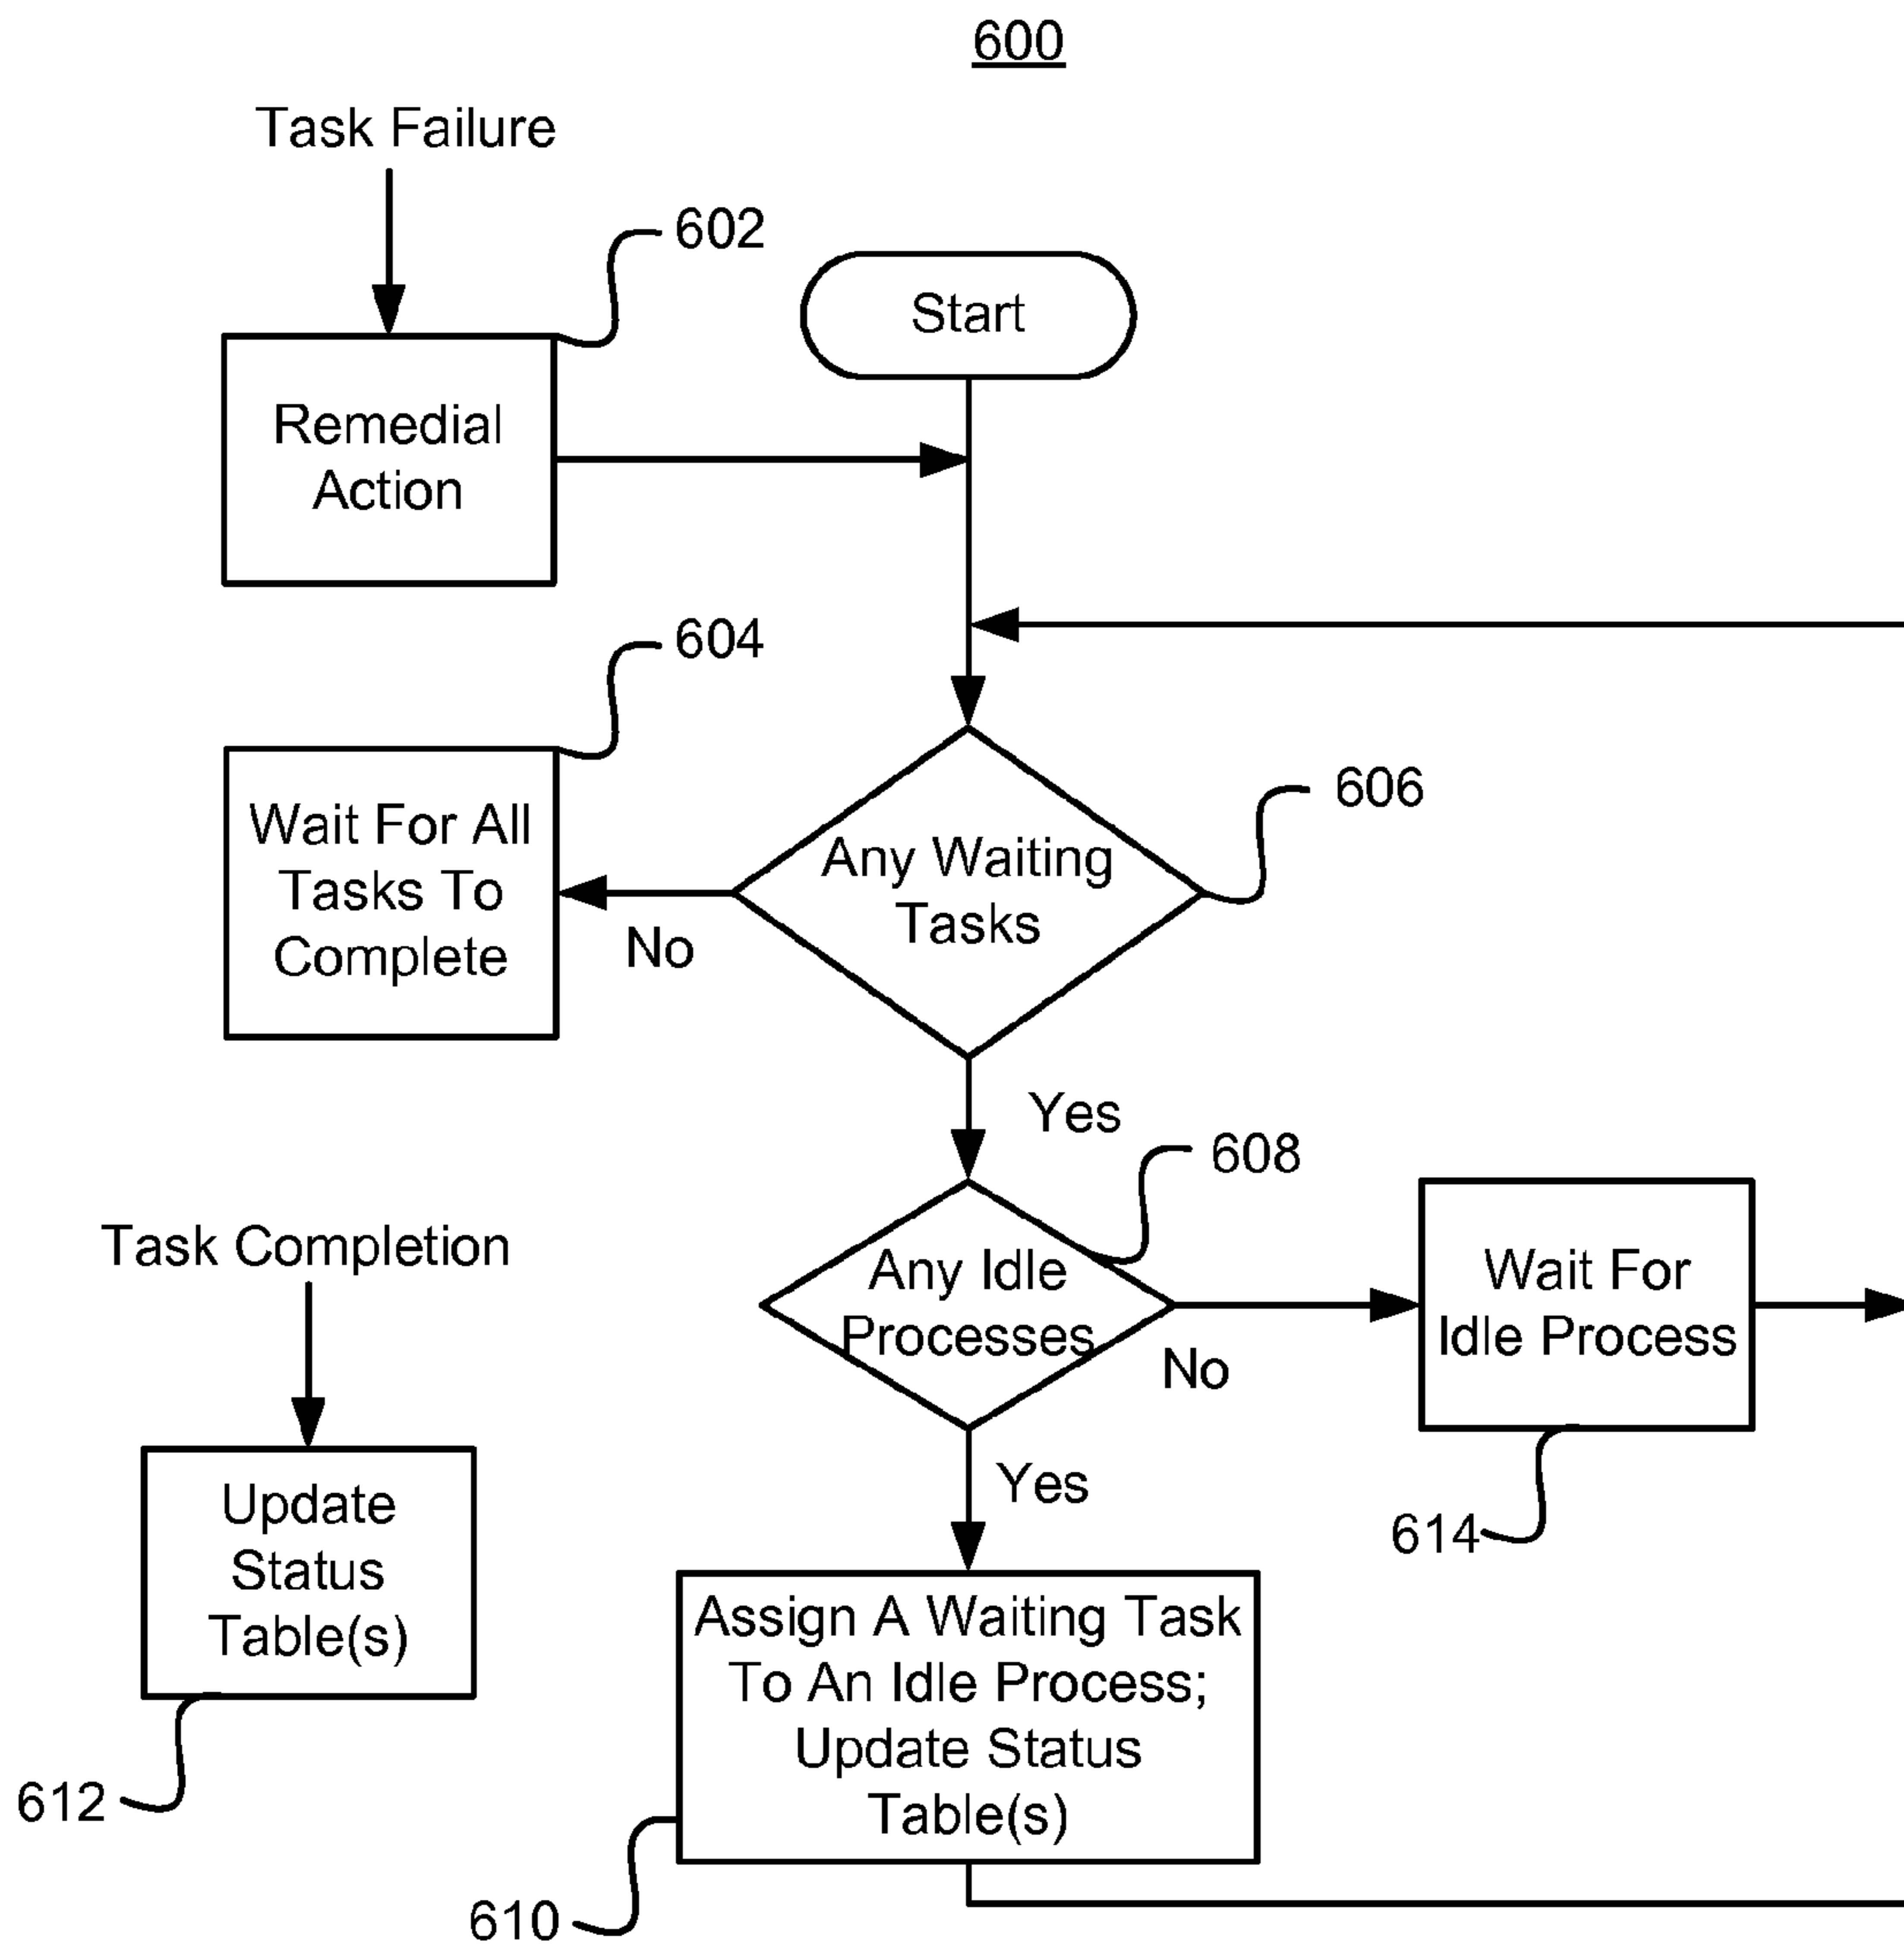 600
Task Failure
602
Start
Remedial
Action
604
606
Wait For All
Tasks To
Complete
Any Waiting
Tasks
No
Yes
608
Task Completion
Any Idle
Processes
Wait For
Idle Process
No
Update
Status
Table(s)
Yes
614
Assign A Waiting Task
To An Idle Process;
Update Status
Table(s)
612
610